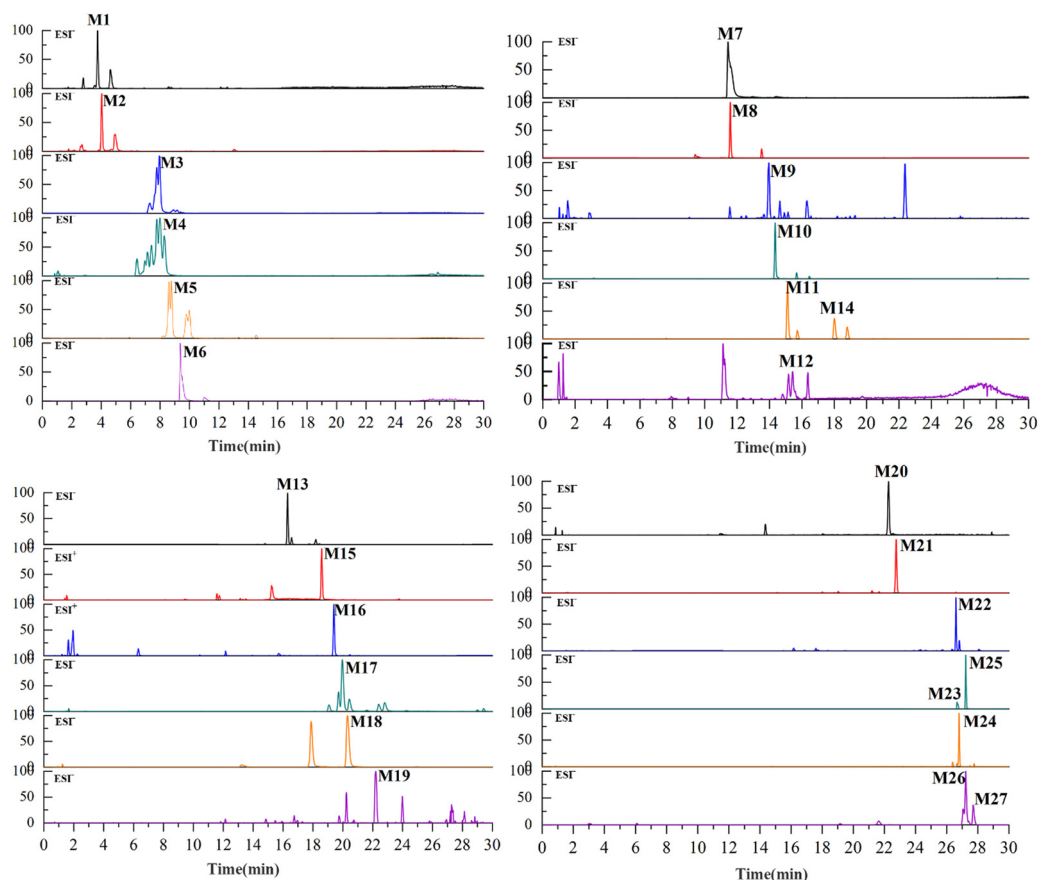 M1
100 ESI⁻
50
0
100 ESI⁻
M2
50
0
100 ESI⁻
M3
50
0
100 ESI⁻
M4
50
0
100 ESI⁻
M5
50
0
100 ESI⁻
M6
50
0
0 2 4 6 8 10 12 14 16 18 20 22 24 26 28 30
Time(min)
M7
100 ESI⁻
50
0
100 ESI⁻
M8
50
0
100 ESI⁻
M9
50
0
100 ESI⁻
M10
50
0
100 ESI⁻
M11
M14
50
0
100 ESI⁻
M12
50
0
0 2 4 6 8 10 12 14 16 18 20 22 24 26 28 30
Time(min)
M13
100 ESI⁻
50
0
100 ESI⁺
M15
50
0
100 ESI⁺
M16
50
0
100 ESI⁻
M17
50
0
100 ESI⁻
M18
50
0
100 ESI⁻
M19
50
0
0 2 4 6 8 10 12 14 16 18 20 22 24 26 28 30
Time(min)
M20
100 ESI⁻
50
0
100 ESI⁻
M21
50
0
100 ESI⁻
M22
50
0
100 ESI⁻
M25
50
M23
0
100 ESI⁻
M24
50
0
100 ESI⁻
M26
M27
50
0
0 2 4 6 8 10 12 14 16 18 20 22 24 26 28 30
Time(min)